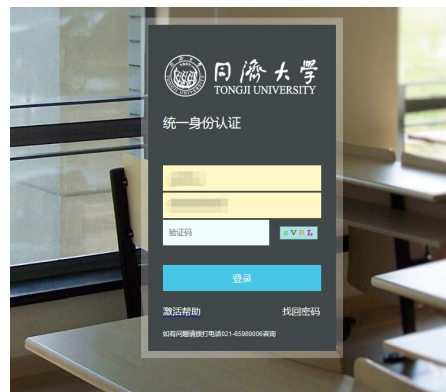 同濟大學
TONGJI UNIVERSITY
统一身份认证
验证码
sVRL
登录
激活帮助 找回密码
如有问题请拨打电话021-65989006咨询